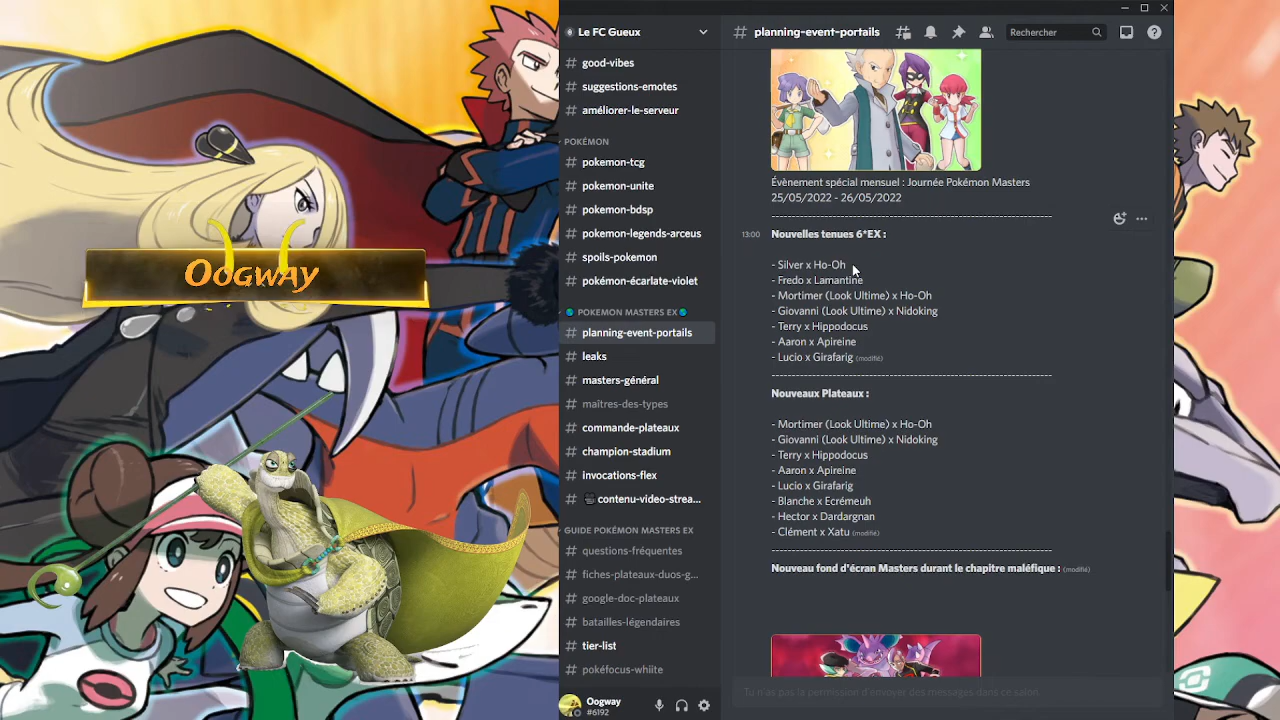 Oogway
Le FC Gueux
# good-vibes
# suggestions-emotes
# améliorer-le-serveur
POKÉMON
# pokemon-tcg
# pokemon-unite
# pokemon-bdsp
# pokemon-legends-arceus
# spoils-pokemon
# pokémon-écarlate-violet
POKEMON MASTERS EX
# planning-event-portails
# leaks
# masters-général
# maîtres-des-types
# commande-plateaux
# champion-stadium
# invocations-flex
# contenu-video-strea...
GUIDE POKÉMON MASTERS EX
# questions-fréquentes
# fiches-plateaux-duos-g...
# google-doc-plateaux
# batailles-légendaires
# tier-list
# pokéfocus-whiite
Oogway
#6192
# planning-event-portails
Rechercher
Évènement spécial mensuel : Journée Pokémon Masters
25/05/2022 - 26/05/2022
13:00 Nouvelles tenues 6*EX :
- Silver x Ho-Oh
- Fredo x Lamantine
- Mortimer (Look Ultime) x Ho-Oh
- Giovanni (Look Ultime) x Nidoking
- Terry x Hippodocus
- Aaron x Apireine
- Lucio x Girafarig (modifié)
Nouveaux Plateaux :
- Mortimer (Look Ultime) x Ho-Oh
- Giovanni (Look Ultime) x Nidoking
- Terry x Hippodocus
- Aaron x Apireine
- Lucio x Girafarig
- Blanche x Ecrémeuh
- Hector x Dardargnan
- Clément x Xatu (modifié)
Nouveau fond d'écran Masters durant le chapitre maléfique : (modifié)
Tu n'as pas la permission d'envoyer des messages dans ce salon.